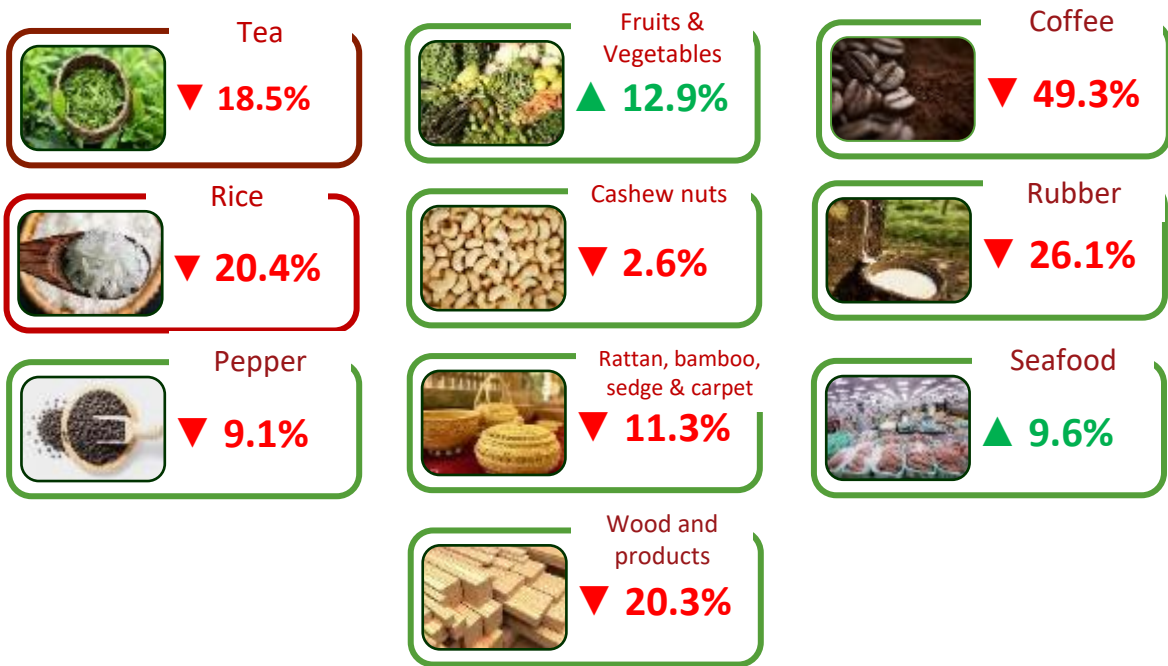 Tea
▼ 18.5%
Fruits &
Vegetables
▲ 12.9%
Coffee
▼ 49.3%
Rice
▼ 20.4%
Cashew nuts
▼ 2.6%
Rubber
▼ 26.1%
Pepper
▼ 9.1%
Rattan, bamboo,
sedge & carpet
▼ 11.3%
Seafood
▲ 9.6%
Wood and
products
▼ 20.3%